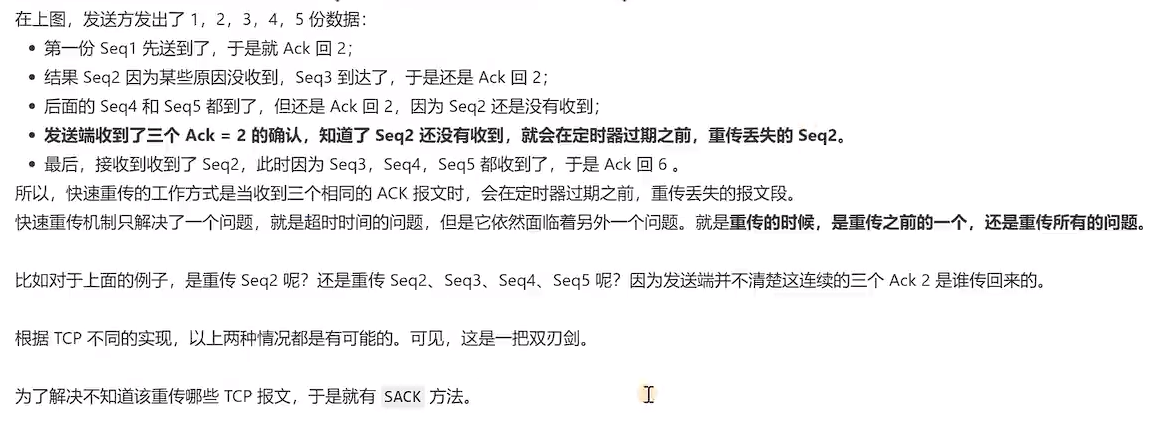 在上图，发送方发出了 1，2，3，4，5 份数据：
第一份 Seq1 先送到了，于是就 Ack 回 2；
结果 Seq2 因为某些原因没收到，Seq3 到达了，于是还是 Ack 回 2；
后面的 Seq4 和 Seq5 都到了，但还是 Ack 回 2，因为 Seq2 还是没有收到；
发送端收到了三个 Ack = 2 的确认，知道了 Seq2 还没有收到，就会在定时器过期之前，重传丢失的 Seq2。
最后，接收到收到了 Seq2，此时因为 Seq3，Seq4，Seq5 都收到了，于是 Ack 回 6 。
所以，快速重传的工作方式是当收到三个相同的 ACK 报文时，会在定时器过期之前，重传丢失的报文段。
快速重传机制只解决了一个问题，就是超时时间的问题，但是它依然面临着另外一个问题。就是重传的时候，是重传之前的一个，还是重传所有的问题。
比如对于上面的例子，是重传 Seq2 呢？还是重传 Seq2、Seq3、Seq4、Seq5 呢？因为发送端并不清楚这连续的三个 Ack 2 是谁传回来的。
根据 TCP 不同的实现，以上两种情况都是有可能的。可见，这是一把双刃剑。
为了解决不知道该重传哪些 TCP 报文，于是就有 SACK 方法。